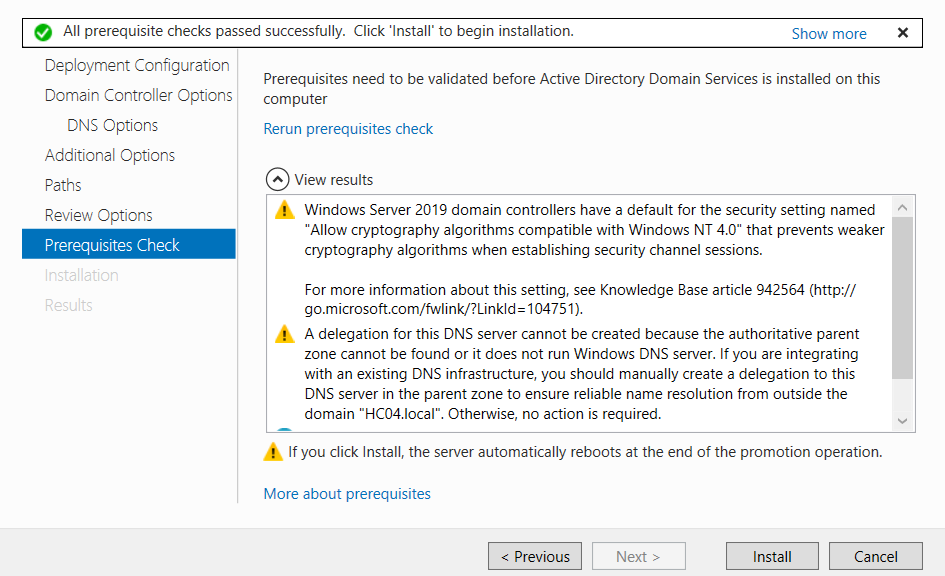 All prerequisite checks passed successfully.  Click 'Install' to begin installation.
Show more
Deployment Configuration
Domain Controller Options
DNS Options
Additional Options
Paths
Review Options
Prerequisites Check
Installation
Results
Prerequisites need to be validated before Active Directory Domain Services is installed on this
computer
Rerun prerequisites check
View results
Windows Server 2019 domain controllers have a default for the security setting named
"Allow cryptography algorithms compatible with Windows NT 4.0" that prevents weaker
cryptography algorithms when establishing security channel sessions.
For more information about this setting, see Knowledge Base article 942564 (http://
go.microsoft.com/fwlink/?LinkId=104751).
A delegation for this DNS server cannot be created because the authoritative parent
zone cannot be found or it does not run Windows DNS server. If you are integrating
with an existing DNS infrastructure, you should manually create a delegation to this
DNS server in the parent zone to ensure reliable name resolution from outside the
domain "HC04.local". Otherwise, no action is required.
If you click Install, the server automatically reboots at the end of the promotion operation.
More about prerequisites
< Previous
Next >
Install
Cancel